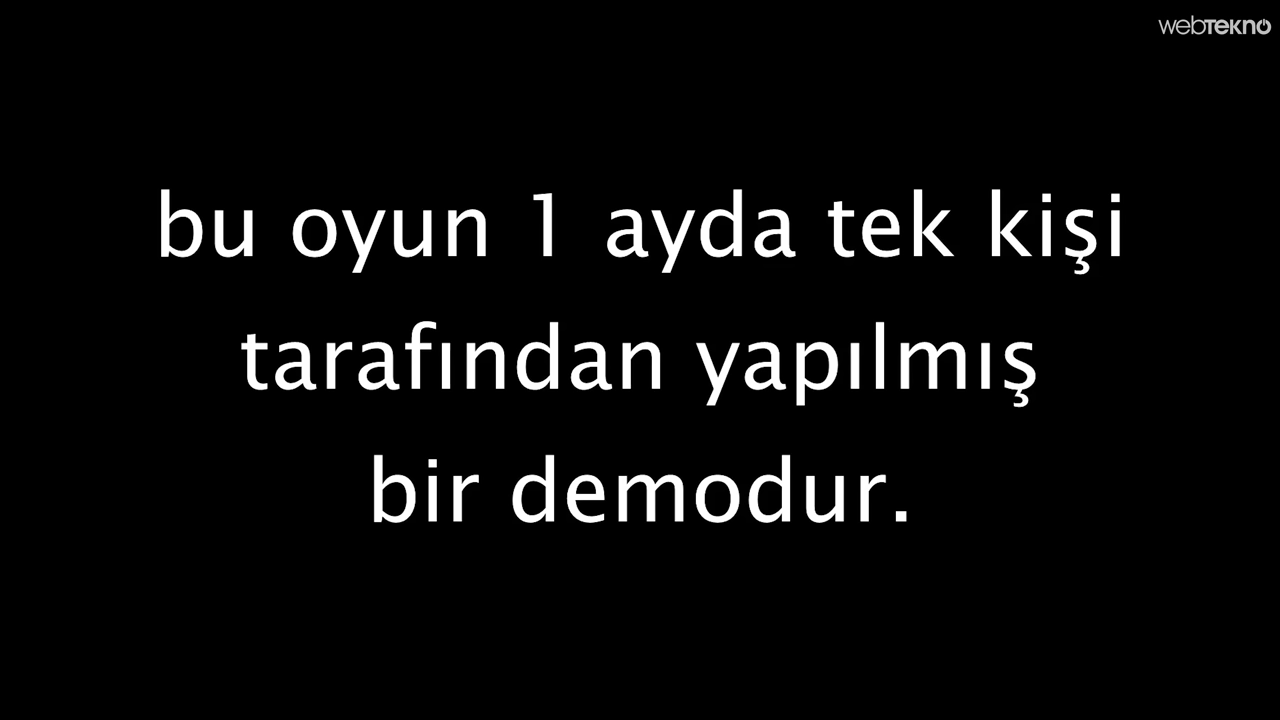 webTEKNO
bu oyun 1 ayda tek kişi
tarafından yapılmış
bir demodur.